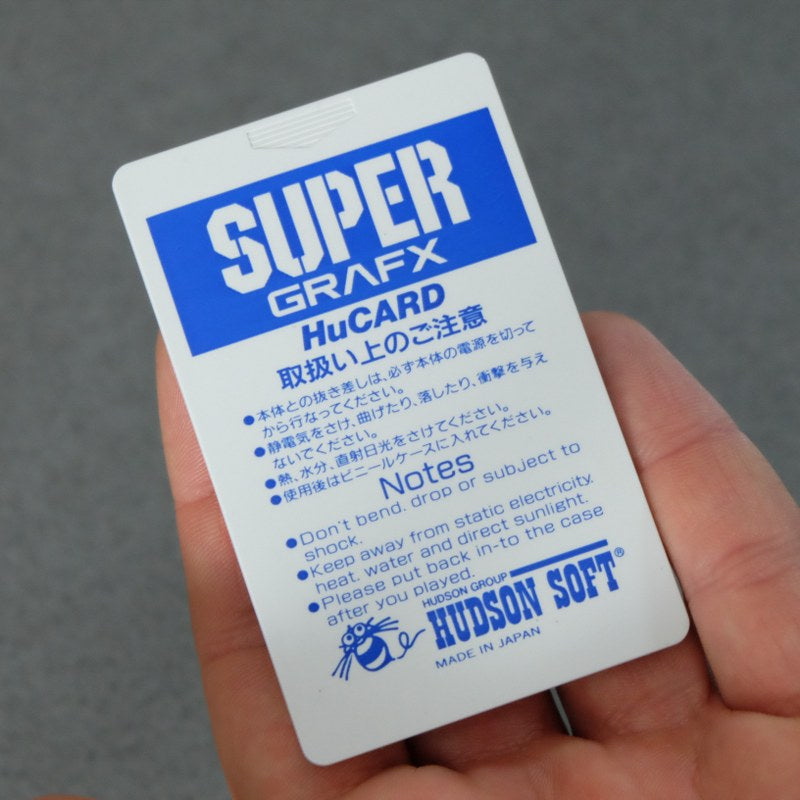 SUPER
GRAFX
HuCARD
取扱い上のご注意
●本体との抜き差しは、必ず本体の電源を切って
から行なってください。
●静電気をさけ、曲げたり、落したり、衝撃を与え
ないでください。
●熱、水分、直射日光をさけてください。
●使用後はビニールケースに入れてください。
Notes
●Don't bend. drop or subject to
shock.
●Keep away from static electricity.
heat. water and direct sunlight.
●Please put back in-to the case
after you played.
HUDSON GROUP
HUDSON SOFT®
MADE IN JAPAN